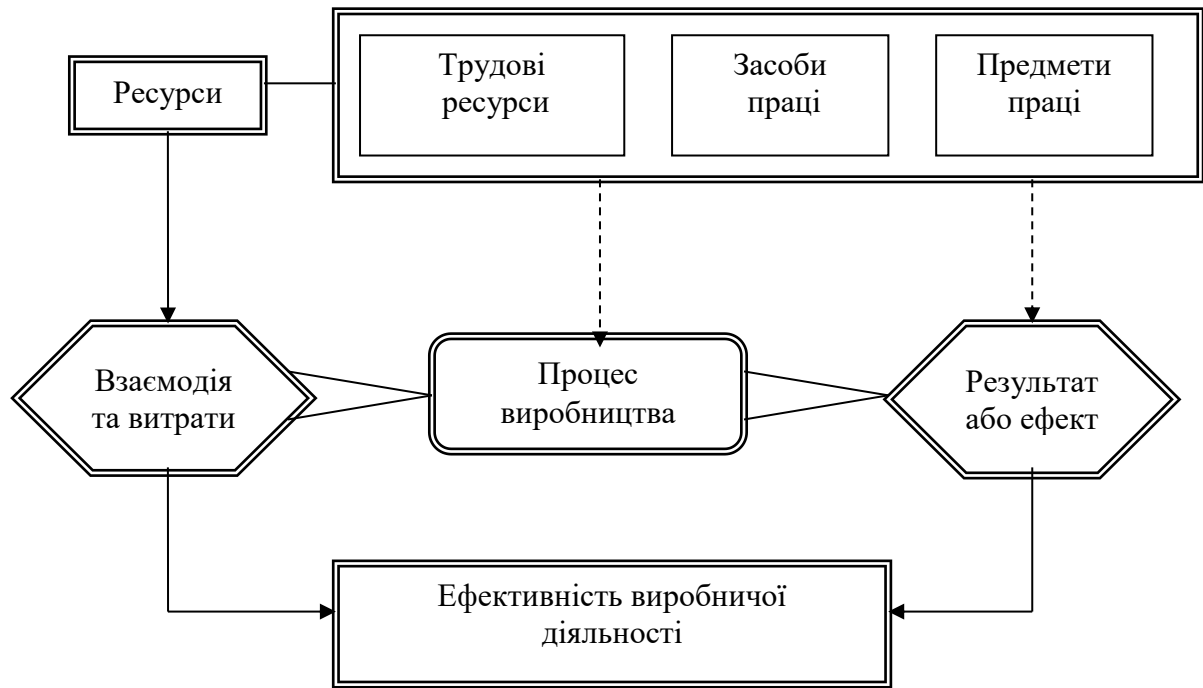 Ресурси
Трудові
ресурси
Засоби
праці
Предмети
праці
Взаємодія
та витрати
Процес
виробництва
Результат
або ефект
Ефективність виробничої
діяльності